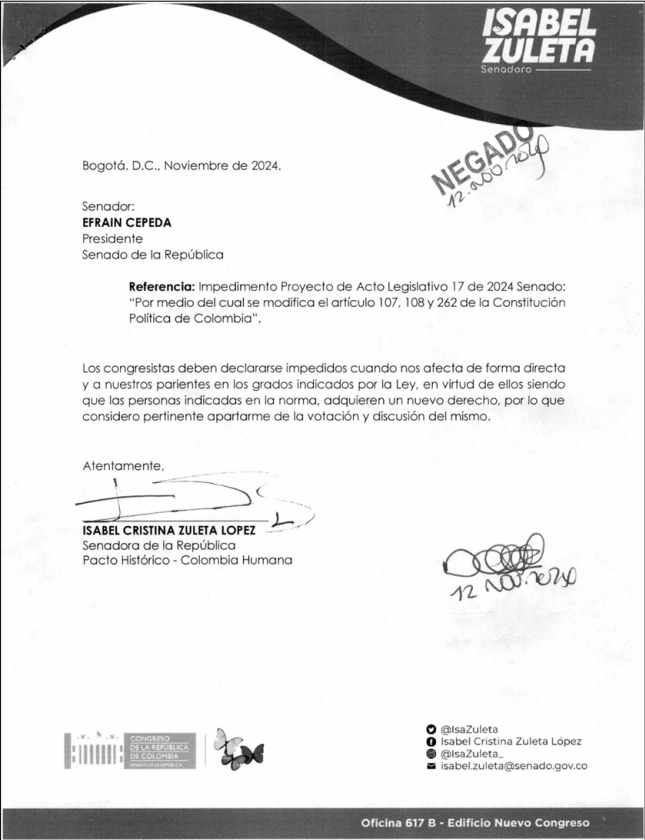 ISABEL
ZULETA
Senadora
NEGADO
12.NOV.2024
Bogotá. D.C., Noviembre de 2024.
Senador:
EFRAIN CEPEDA
Presidente
Senado de la República
Referencia: Impedimento Proyecto de Acto Legislativo 17 de 2024 Senado:
“Por medio del cual se modifica el artículo 107, 108 y 262 de la Constitución
Política de Colombia”.
Los congresistas deben declararse impedidos cuando nos afecta de forma directa
y a nuestros parientes en los grados indicados por la Ley, en virtud de ellos siendo
que las personas indicadas en la norma, adquieren un nuevo derecho, por lo que
considero pertinente apartarme de la votación y discusión del mismo.
Atentamente,
ISABEL CRISTINA ZULETA LOPEZ
Senadora de la República
Pacto Histórico - Colombia Humana
12 NOV.2024
CONGRESO
DE LA REPÚBLICA
DE COLOMBIA
SENADO DE LA REPÚBLICA
@IsaZuleta
Isabel Cristina Zuleta López
@IsaZuleta_
isabel.zuleta@senado.gov.co
Oficina 617 B - Edificio Nuevo Congreso